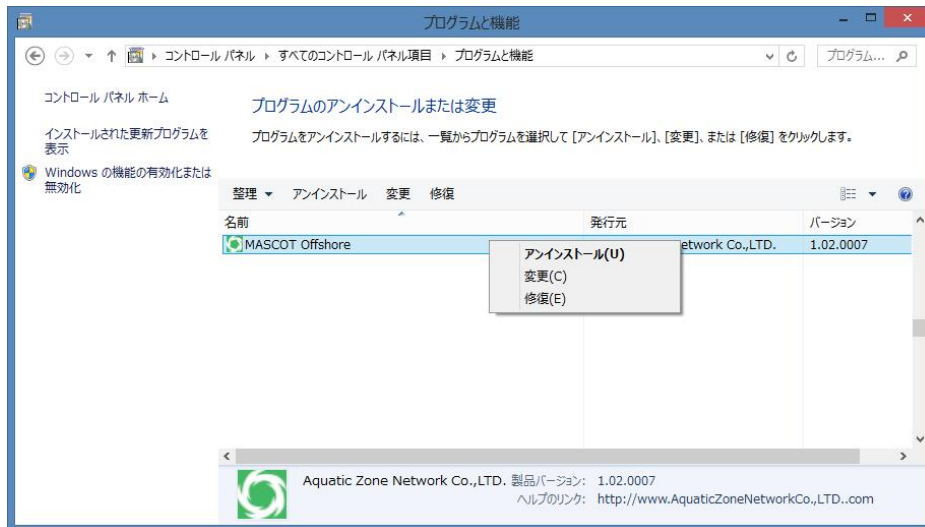 プログラムと機能
コントロール パネル ▸ すべてのコントロール パネル項目 ▸ プログラムと機能
プログラム...
コントロール パネル ホーム
インストールされた更新プログラムを
表示
Windows の機能の有効化または
無効化
プログラムのアンインストールまたは変更
プログラムをアンインストールするには、一覧からプログラムを選択して [アンインストール]、[変更]、または [修復] をクリックします。
整理 ▼ アンインストール 変更 修復
名前 発行元 バージョン
MASCOT Offshore etwork Co.,LTD. 1.02.0007
アンインストール(U)
変更(C)
修復(E)
Aquatic Zone Network Co.,LTD. 製品バージョン: 1.02.0007
ヘルプのリンク: http://www.AquaticZoneNetworkCo.,LTD..com